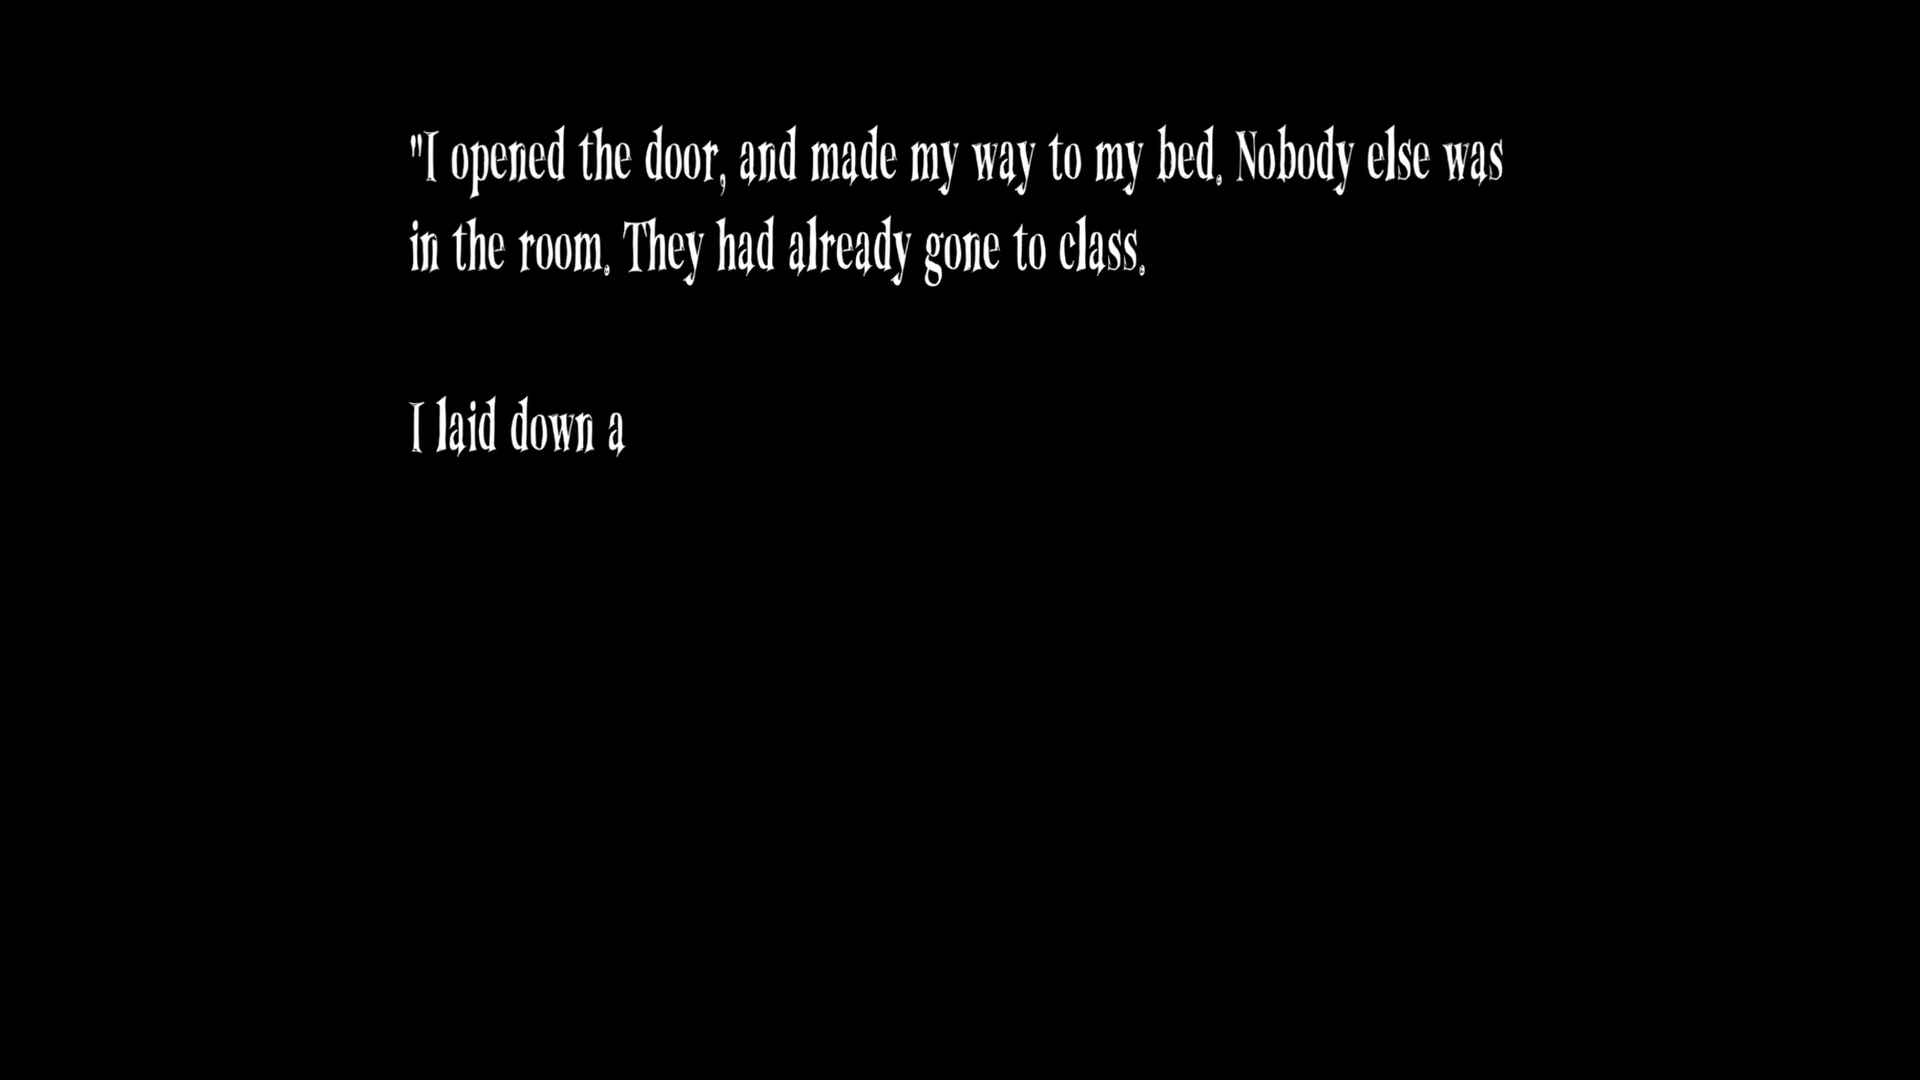 "I opened the door, and made my way to my bed. Nobody else was
in the room. They had already gone to class.
I laid down a